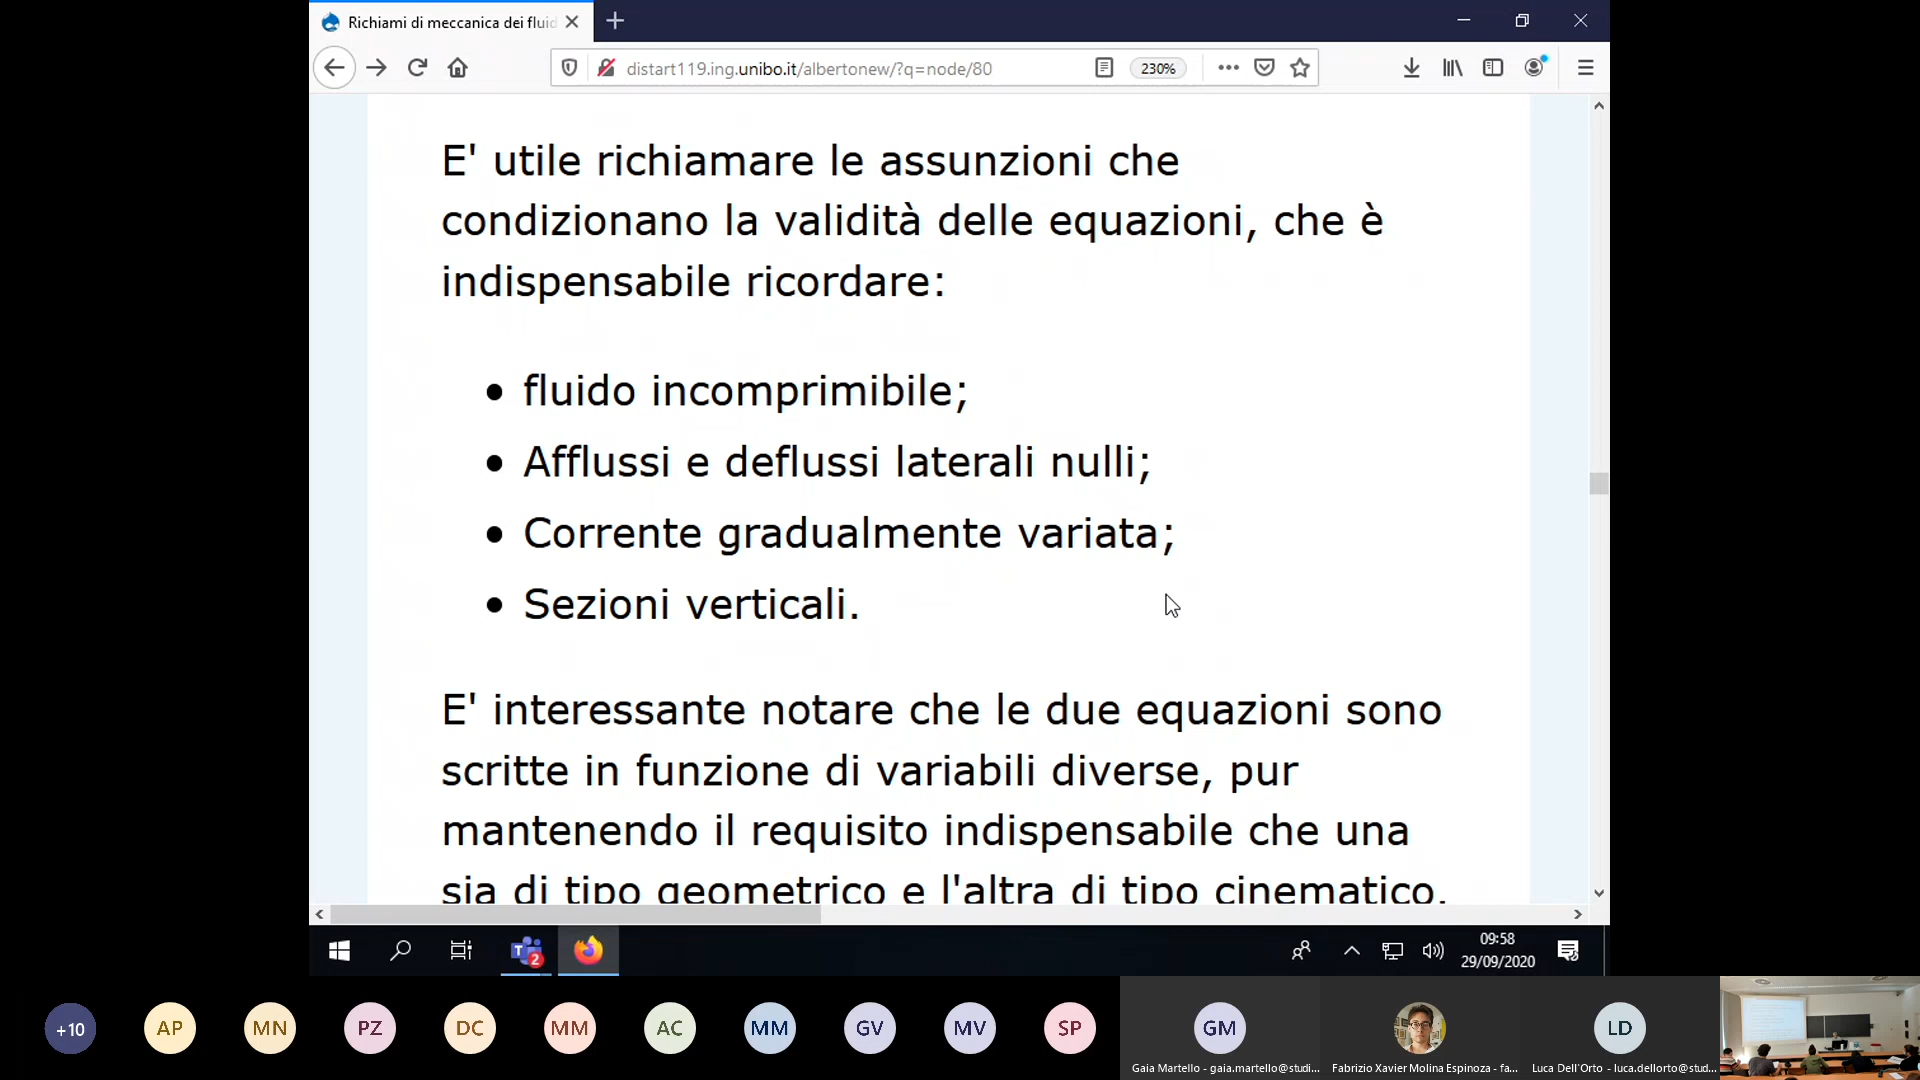 Richiami di meccanica dei fluid
distart119.ing.unibo.it/albertonew/?q=node/80
230%
E' utile richiamare le assunzioni che
condizionano la validità delle equazioni, che è
indispensabile ricordare:
• fluido incomprimibile;
• Afflussi e deflussi laterali nulli;
• Corrente gradualmente variata;
• Sezioni verticali.
E' interessante notare che le due equazioni sono
scritte in funzione di variabili diverse, pur
mantenendo il requisito indispensabile che una
sia di tipo geometrico e l'altra di tipo cinematico.
2
09:58
29/09/2020
+10
AP
MN
PZ
DC
MM
AC
MM
GV
MV
SP
GM
LD
Gaia Martello - gaia.martello@studi...
Fabrizio Xavier Molina Espinoza - fa...
Luca Dell'Orto - luca.dellorto@stud...